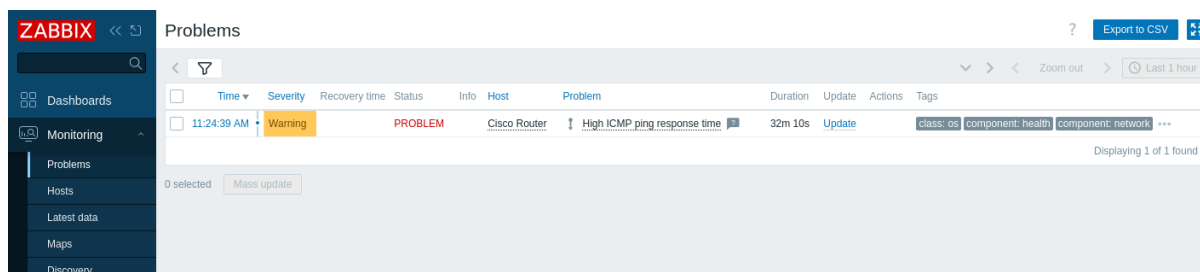 ZABBIX
Problems
? Export to CSV
Zoom out Last 1 hour
Dashboards
Monitoring
Problems
Hosts
Latest data
Maps
Discovery
Time Severity Recovery time Status Info Host Problem Duration Update Actions Tags
11:24:39 AM Warning PROBLEM Cisco Router High ICMP ping response time ? 32m 10s Update class: os component: health component: network •••
Displaying 1 of 1 found
0 selected Mass update